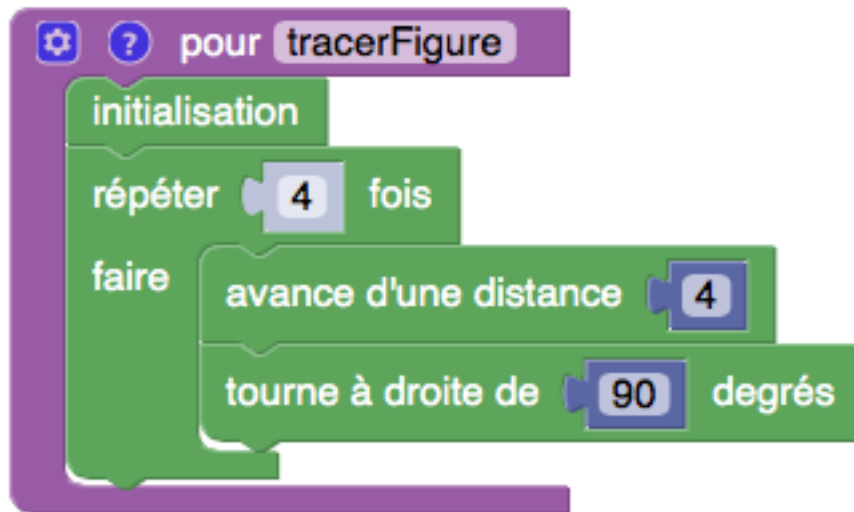 ? pour tracerFigure
initialisation
répéter 4 fois
faire
avance d'une distance 4
tourne à droite de 90 degrés